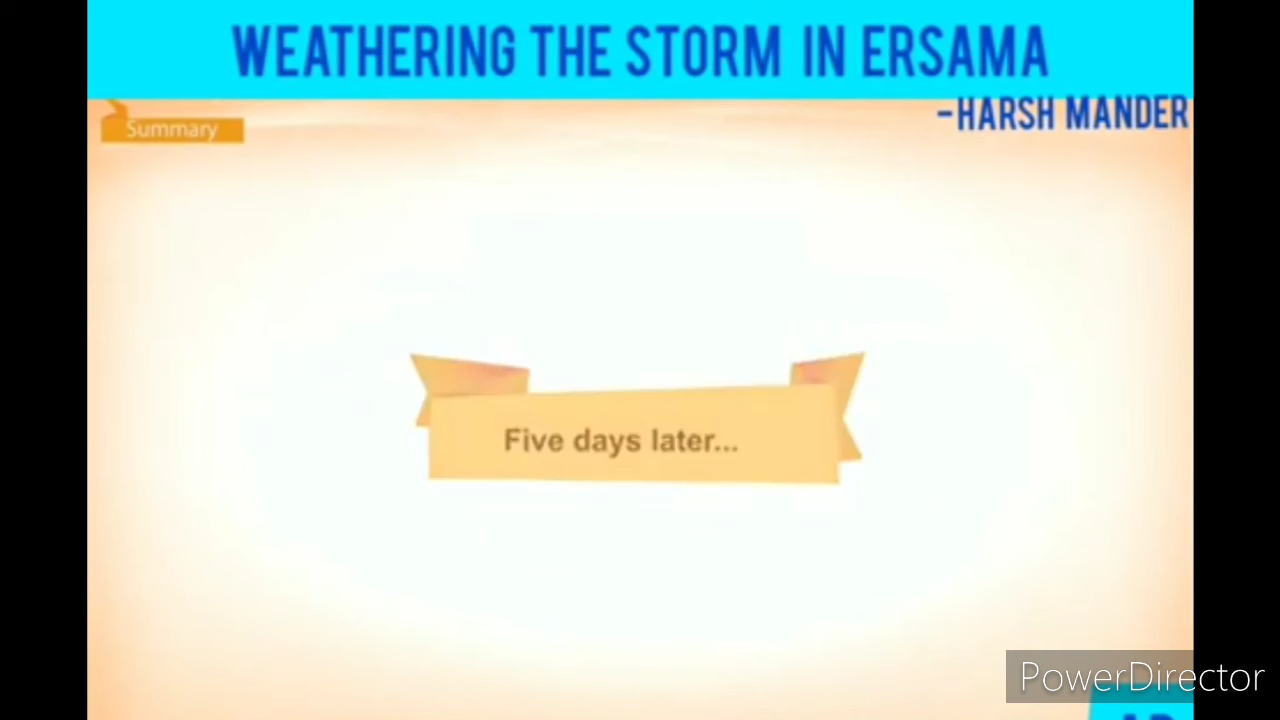 WEATHERING THE STORM IN ERSAMA
-HARSH MANDER
Summary
Five days later...
PowerDirector